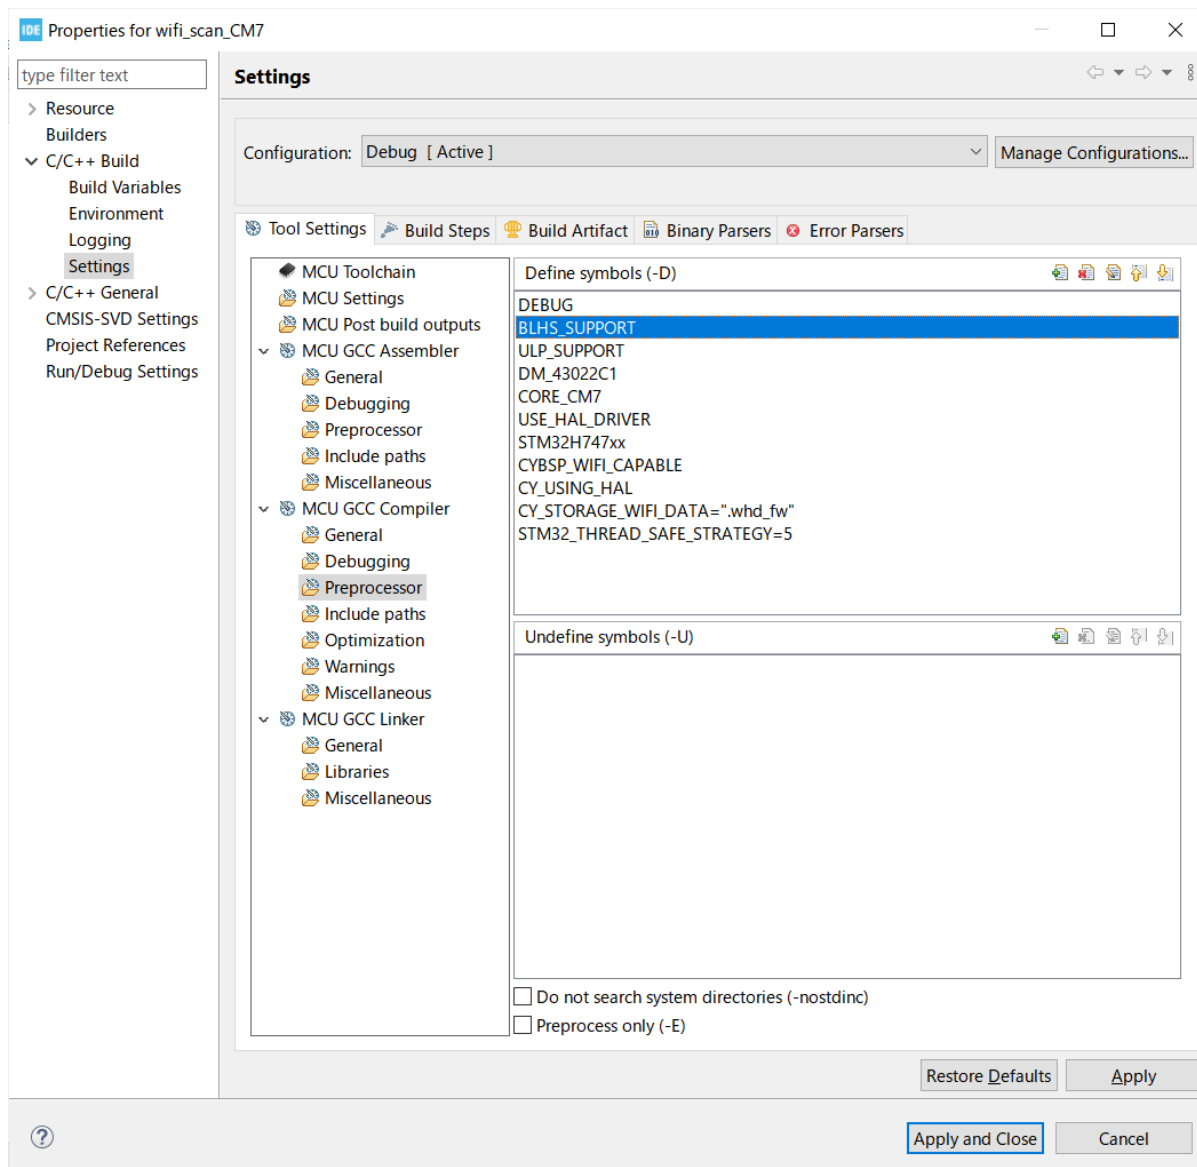 IDE Properties for wifi_scan_CM7
type filter text
Resource
Builders
C/C++ Build
Build Variables
Environment
Logging
Settings
C/C++ General
CMSIS-SVD Settings
Project References
Run/Debug Settings
Settings
Configuration: Debug [ Active ] Manage Configurations...
Tool Settings Build Steps Build Artifact Binary Parsers Error Parsers
MCU Toolchain
MCU Settings
MCU Post build outputs
MCU GCC Assembler
General
Debugging
Preprocessor
Include paths
Miscellaneous
MCU GCC Compiler
General
Debugging
Preprocessor
Include paths
Optimization
Warnings
Miscellaneous
MCU GCC Linker
General
Libraries
Miscellaneous
Define symbols (-D)
DEBUG
BLHS_SUPPORT
ULP_SUPPORT
DM_43022C1
CORE_CM7
USE_HAL_DRIVER
STM32H747xx
CYBSP_WIFI_CAPABLE
CY_USING_HAL
CY_STORAGE_WIFI_DATA=".whd_fw"
STM32_THREAD_SAFE_STRATEGY=5
Undefine symbols (-U)
Do not search system directories (-nostdinc)
Preprocess only (-E)
Restore Defaults Apply
? Apply and Close Cancel